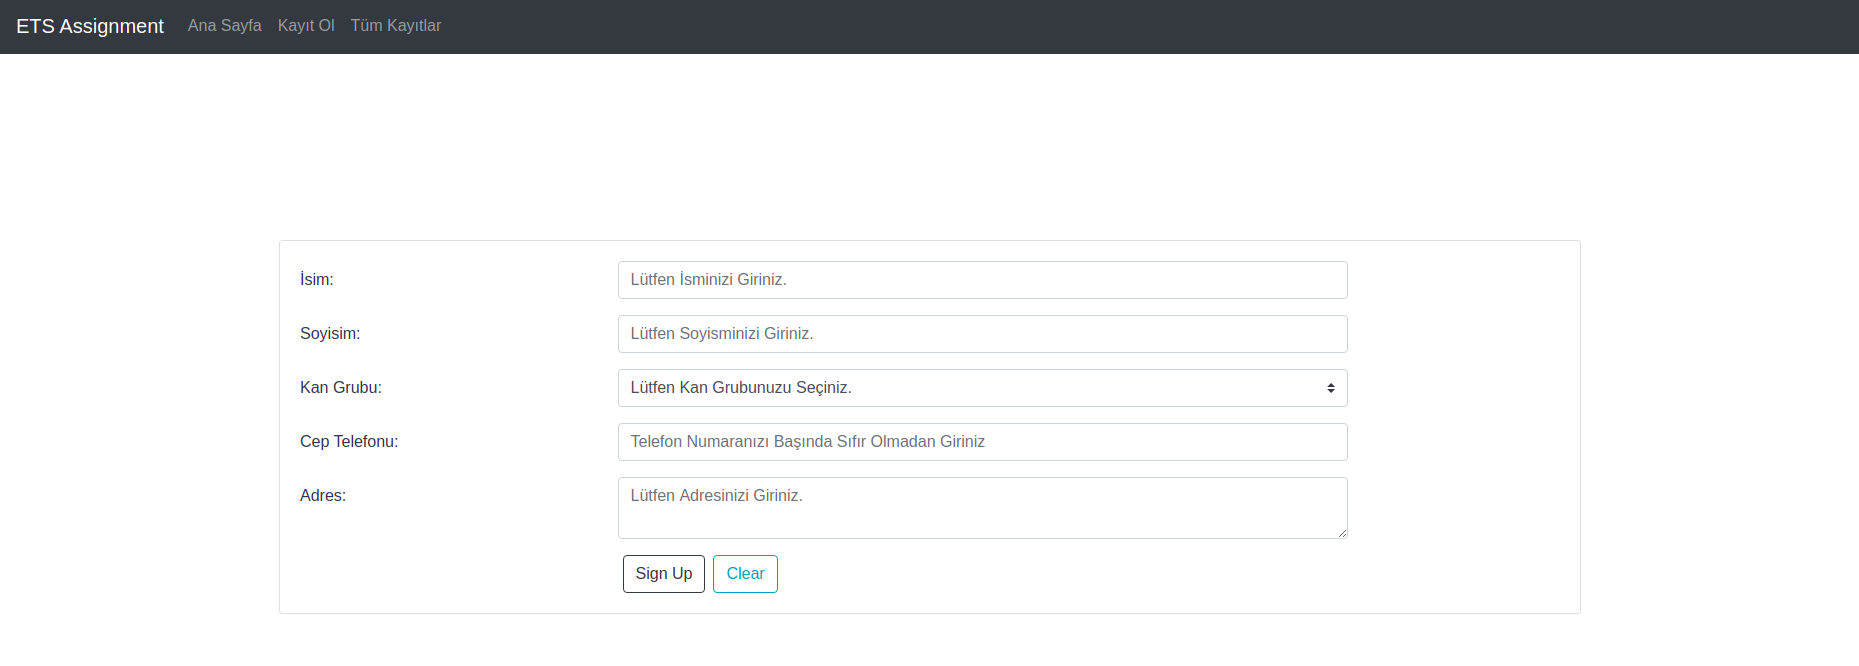 ETS Assignment Ana Sayfa Kayıt Ol Tüm Kayıtlar
İsim: Lütfen İsminizi Giriniz.
Soyisim: Lütfen Soyisminizi Giriniz.
Kan Grubu: Lütfen Kan Grubunuzu Seçiniz.
Cep Telefonu: Telefon Numaranızı Başında Sıfır Olmadan Giriniz
Adres: Lütfen Adresinizi Giriniz.
Sign Up Clear